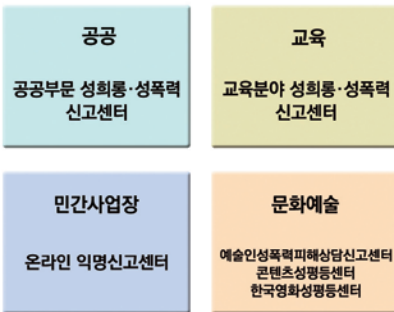 공공
공공부문 성희롱·성폭력
신고센터
교육
교육분야 성희롱·성폭력
신고센터
민간사업장
온라인 익명신고센터
문화예술
예술인성폭력피해상담신고센터
콘텐츠성평등센터
한국영화성평등센터